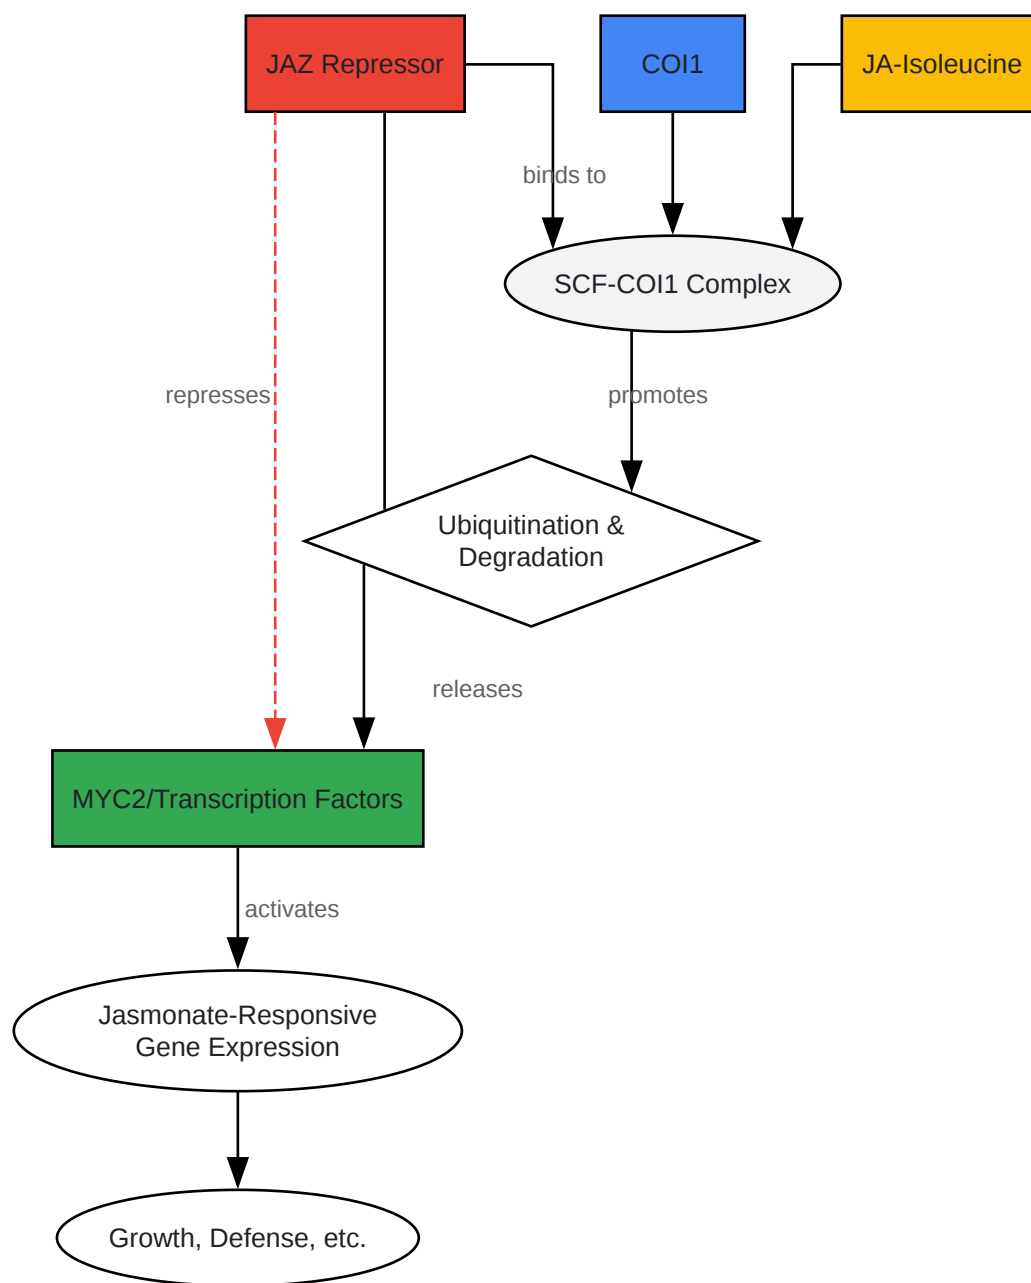 JAZ Repressor
COI1
JA-Isoleucine
binds to
SCF-COI1 Complex
represses
promotes
Ubiquitination &
Degradation
releases
MYC2/Transcription Factors
activates
Jasmonate-Responsive
Gene Expression
Growth, Defense, etc.